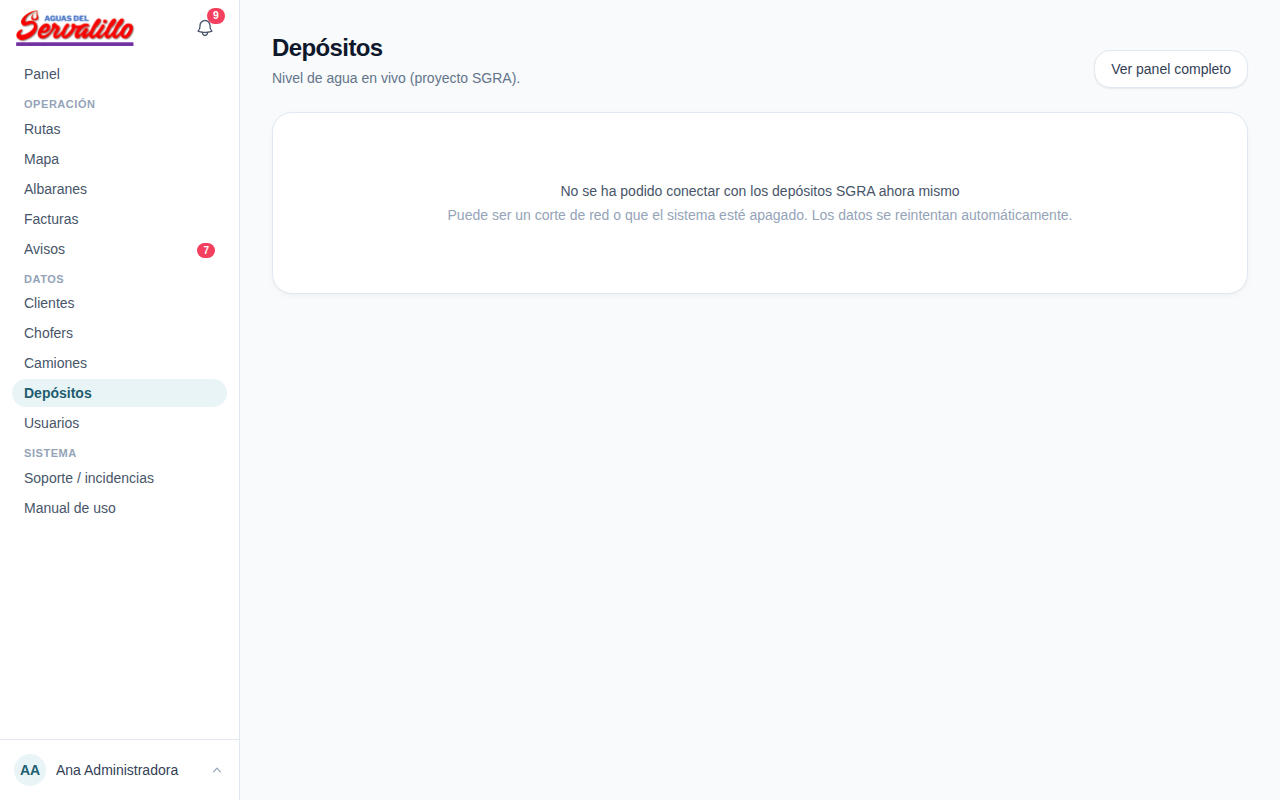 AGUAS DEL
Servalillo
9
Panel
OPERACIÓN
Rutas
Mapa
Albaranes
Facturas
Avisos 7
DATOS
Clientes
Chofers
Camiones
Depósitos
Usuarios
SISTEMA
Soporte / incidencias
Manual de uso
AA Ana Administradora
Depósitos
Nivel de agua en vivo (proyecto SGRA).
Ver panel completo
No se ha podido conectar con los depósitos SGRA ahora mismo
Puede ser un corte de red o que el sistema esté apagado. Los datos se reintentan automáticamente.